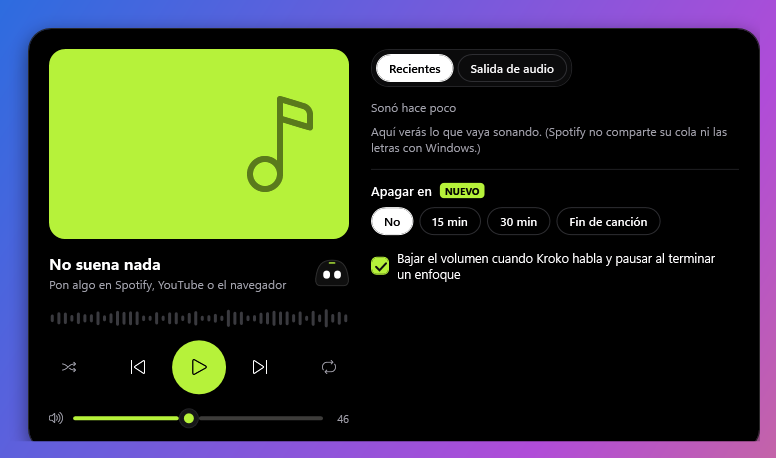 Recientes
Salida de audio
Sonó hace poco
Aquí verás lo que vaya sonando. (Spotify no comparte su cola ni las
letras con Windows.)
Apagar en NUEVO
No
15 min
30 min
Fin de canción
Bajar el volumen cuando Kroko habla y pausar al terminar
un enfoque
No suena nada
Pon algo en Spotify, YouTube o el navegador
46